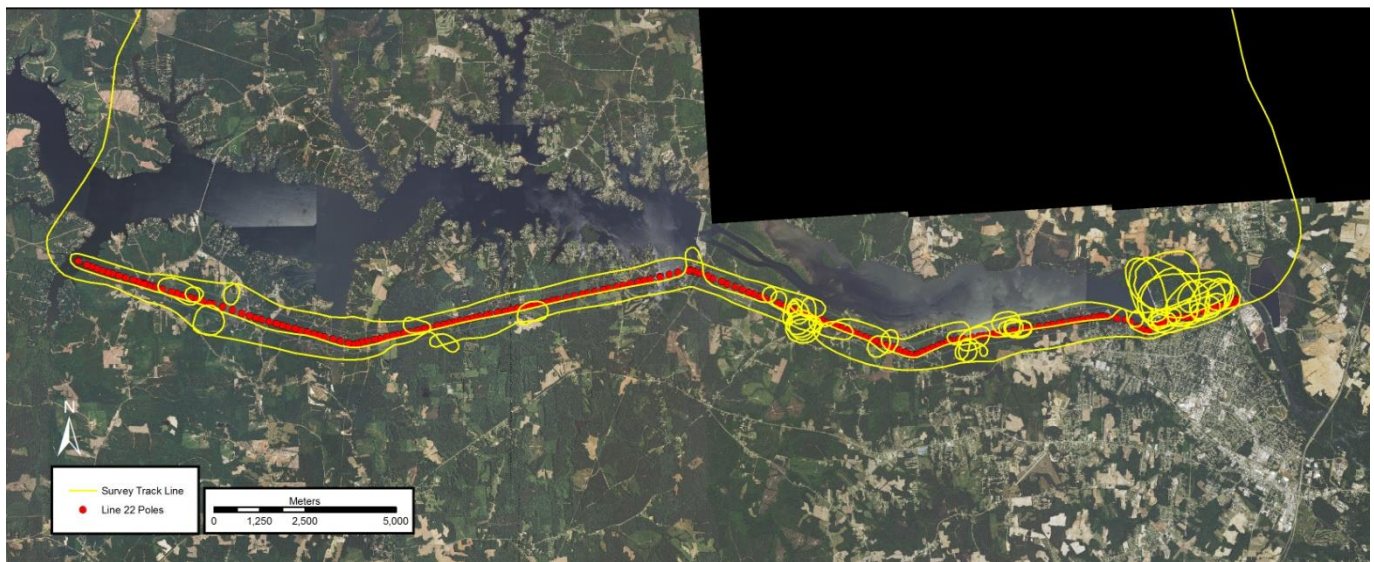 N
Survey Track Line
Line 22 Poles
Meters
0 1,250 2,500 5,000